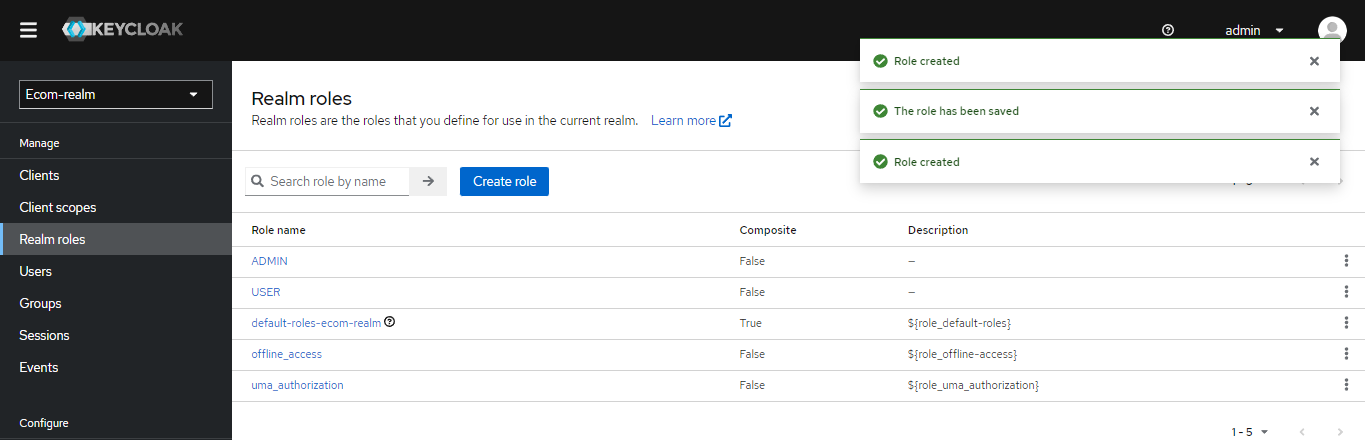 KEYCLOAK
admin
Role created
The role has been saved
Role created
Ecom-realm
Manage
Clients
Client scopes
Realm roles
Users
Groups
Sessions
Events
Configure
Realm roles
Realm roles are the roles that you define for use in the current realm. Learn more
Search role by name
Create role
Role name Composite Description
ADMIN False —
USER False —
default-roles-ecom-realm True ${role_default-roles}
offline_access False ${role_offline-access}
uma_authorization False ${role_uma_authorization}
1 - 5